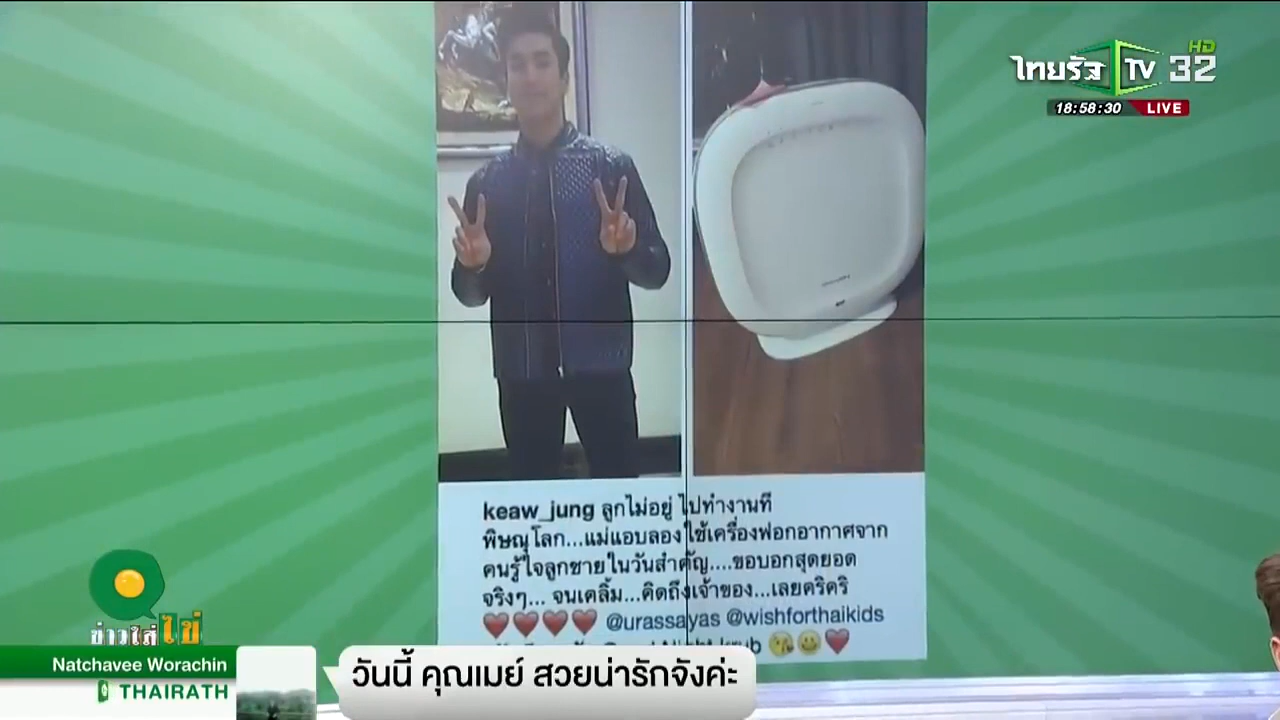 ไทยรัฐ TV HD 32
18:58:30 LIVE
keaw_jung ลูกไม่อยู่ ไปทำงานที่
พิษณุโลก...แม่แอบลองใช้เครื่องฟอกอากาศจาก
คนรู้ใจลูกชายในวันสำคัญ....ขอบอกสุดยอด
จริงๆ... จนเคลิ้ม...คิดถึงเจ้าของ...เลยคริคริ
❤️❤️❤️❤️ @urassayas @wishforthaikids
ข่าวใส่ไข่
Natchavee Worachin
THAIRATH
วันนี้ คุณเมย์ สวยน่ารักจังค่ะ